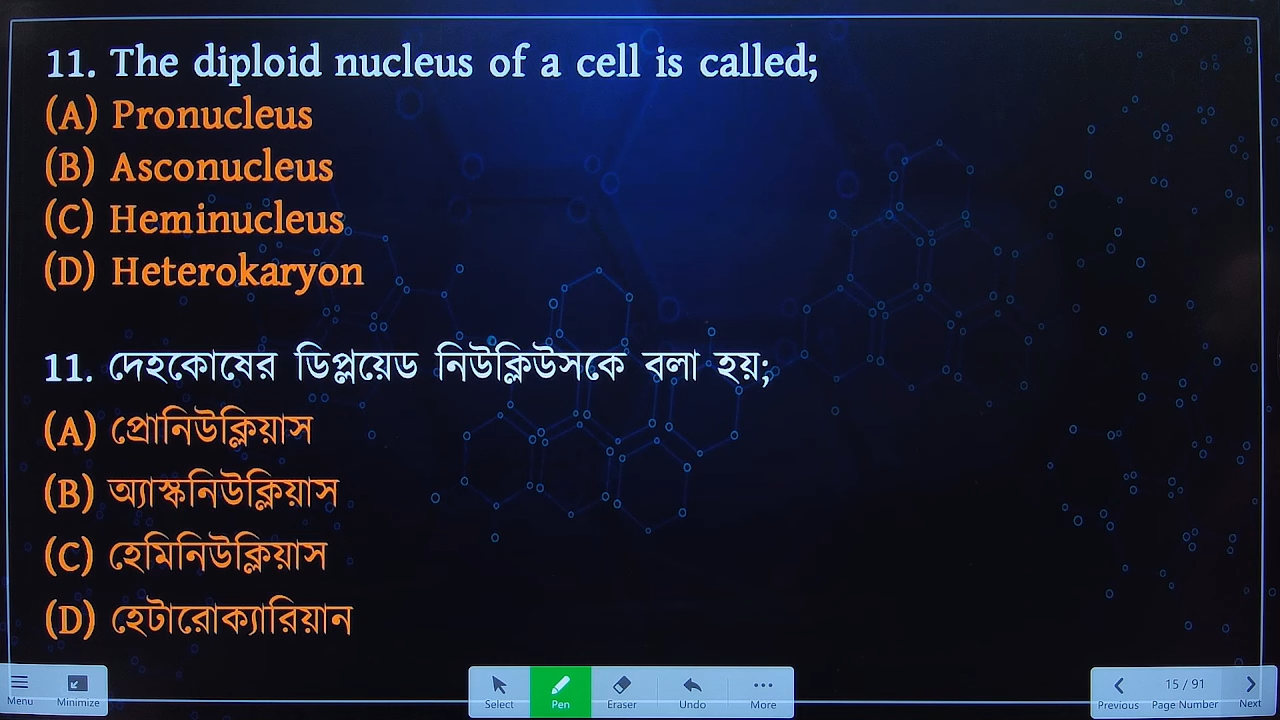 11. The diploid nucleus of a cell is called;
(A) Pronucleus
(B) Asconucleus
(C) Heminucleus
(D) Heterokaryon
11. দেহকোষের ডিপ্লয়েড নিউক্লিউসকে বলা হয়;
(A) প্রোনিউক্লিয়াস
(B) অ্যাস্কনিউক্লিয়াস
(C) হেমিনিউক্লিয়াস
(D) হেটারোক্যারিয়ান
Menu Minimize Select Pen Eraser Undo More Previous 15 / 91 Page Number Next